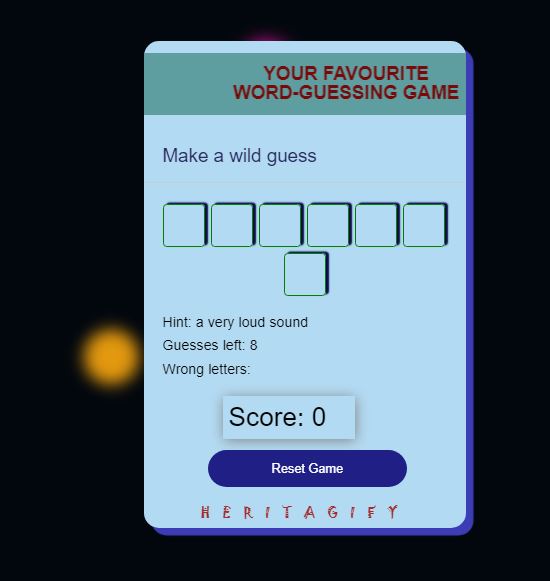 YOUR FAVOURITE
WORD-GUESSING GAME
Make a wild guess
Hint: a very loud sound
Guesses left: 8
Wrong letters:
Score: 0
Reset Game
HERITAGIFY